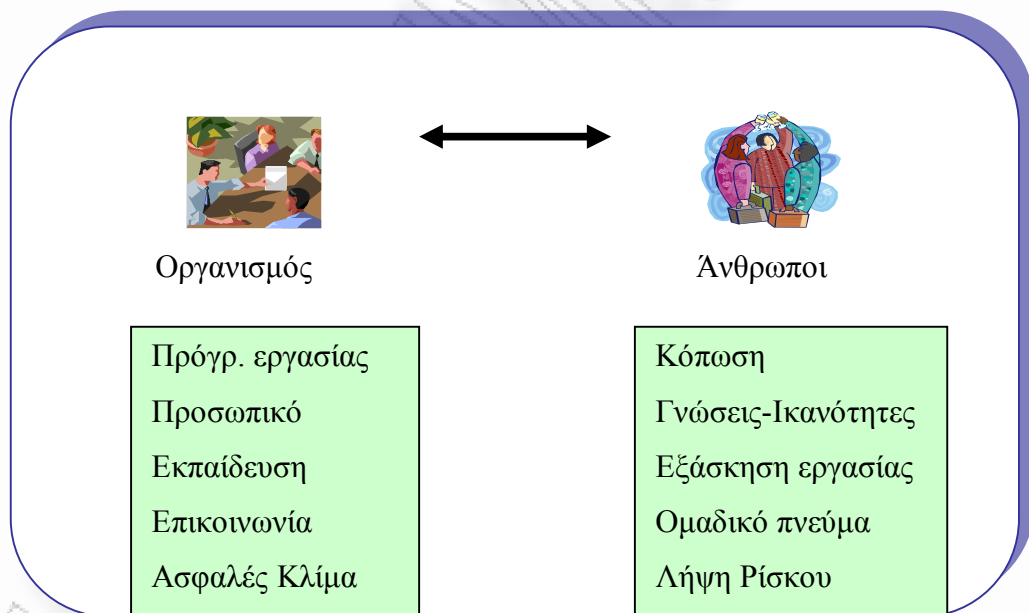 Οργανισμός
Άνθρωποι
Πρόγρ. εργασίας
Προσωπικό
Εκπαίδευση
Επικοινωνία
Ασφαλές Κλίμα
Κόπωση
Γνώσεις-Ικανότητες
Εξάσκηση εργασίας
Ομαδικό πνεύμα
Λήψη Ρίσκου